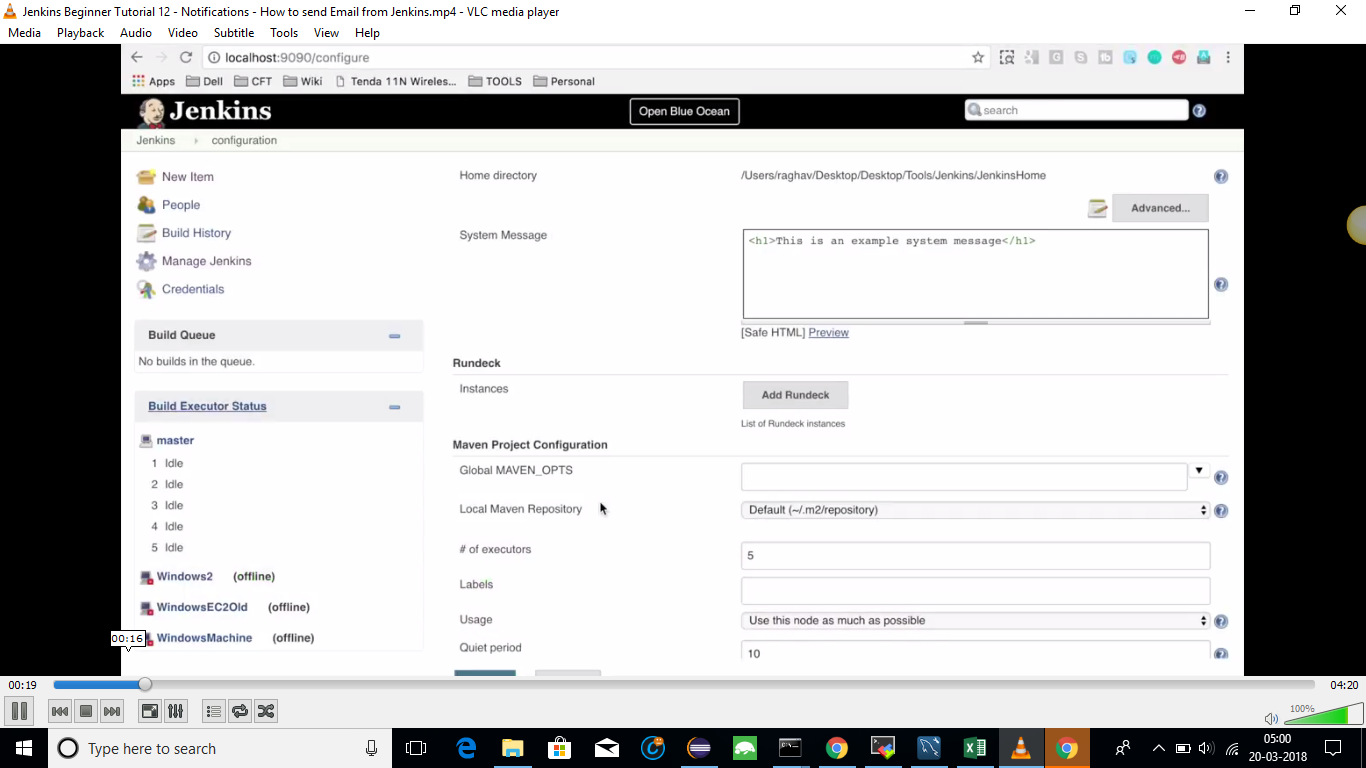 Jenkins Beginner Tutorial 12 - Notifications - How to send Email from Jenkins.mp4 - VLC media player
Media Playback Audio Video Subtitle Tools View Help
localhost:9090/configure
Apps Dell CFT Wiki Tenda 11N Wireles... TOOLS Personal
Jenkins
Open Blue Ocean
search
Jenkins configuration
New Item
People
Build History
Manage Jenkins
Credentials
Build Queue
No builds in the queue.
Build Executor Status
master
1 Idle
2 Idle
3 Idle
4 Idle
5 Idle
Windows2 (offline)
WindowsEC2Old (offline)
WindowsMachine (offline)
Home directory /Users/raghav/Desktop/Desktop/Tools/Jenkins/JenkinsHome
Advanced...
System Message
<h1>This is an example system message</h1>
[Safe HTML] Preview
Rundeck
Instances
Add Rundeck
List of Rundeck instances
Maven Project Configuration
Global MAVEN_OPTS
Local Maven Repository Default (~/.m2/repository)
# of executors 5
Labels
Usage Use this node as much as possible
Quiet period 10
00:16
00:19 04:20
100%
Type here to search
05:00
20-03-2018